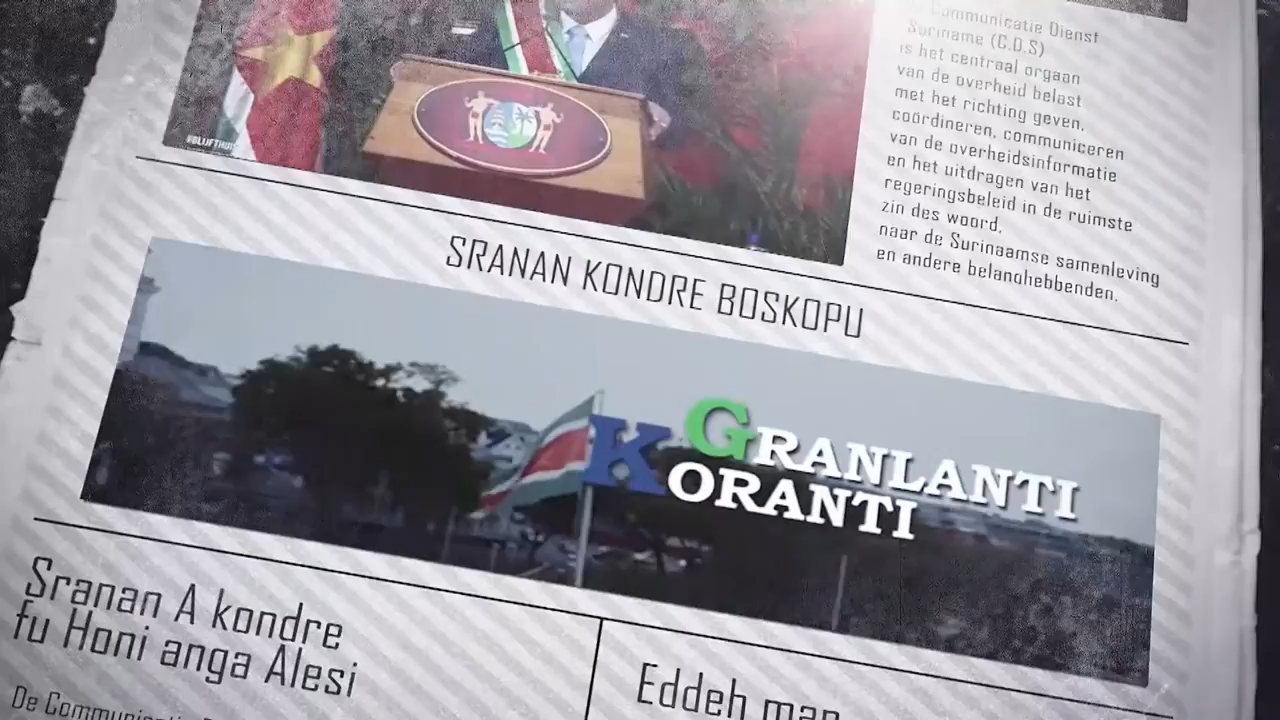 Communicatie Dienst
Suriname (C.D.S)
is het centraal orgaan
van de overheid belast
met het richting geven,
coördineren, communiceren
van de overheidsinformatie
en het uitdragen van het
regeringsbeleid in de ruimste
zin des woord,
naar de Surinaamse samenleving
en andere belanghebbenden.
SRANAN KONDRE BOSKOPU
GRANLANTI
KORANTI
Sranan A kondre
fu Honi anga Alesi
De
Eddeh man